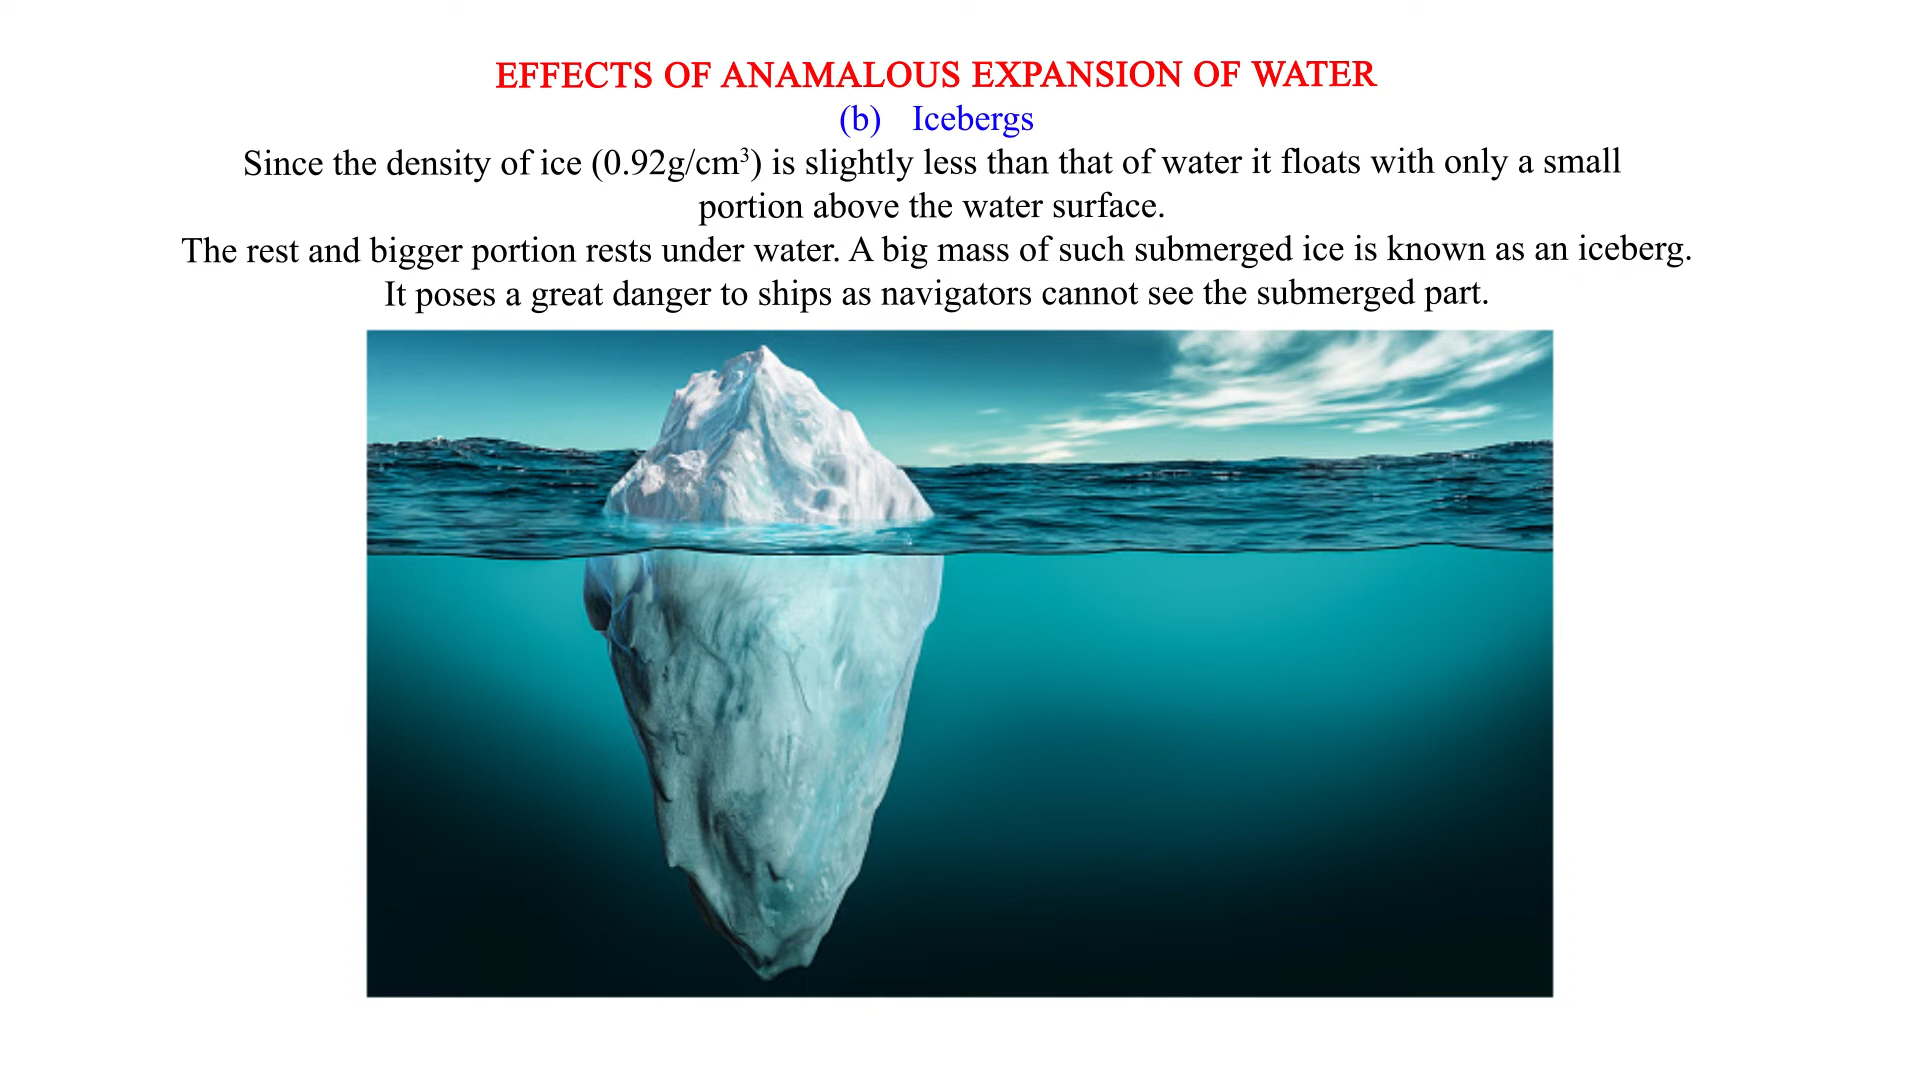 EFFECTS OF ANAMALOUS EXPANSION OF WATER
(b) Icebergs
Since the density of ice (0.92g/cm³) is slightly less than that of water it floats with only a small
portion above the water surface.
The rest and bigger portion rests under water. A big mass of such submerged ice is known as an iceberg.
It poses a great danger to ships as navigators cannot see the submerged part.